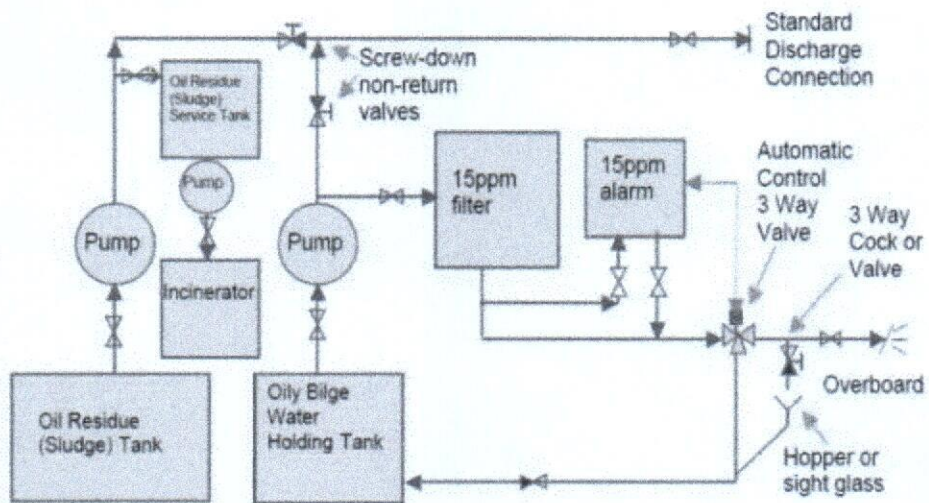 Standard
Discharge
Connection
Screw-down
non-return
valves
Oil Residue
(Sludge)
Service Tank
Pump
15ppm
filter
15ppm
alarm
Automatic
Control
3 Way
Valve
3 Way
Cock or
Valve
Pump
Pump
Incinerator
Oil Residue
(Sludge) Tank
Oily Bilge
Water
Holding Tank
Overboard
Hopper or
sight glass